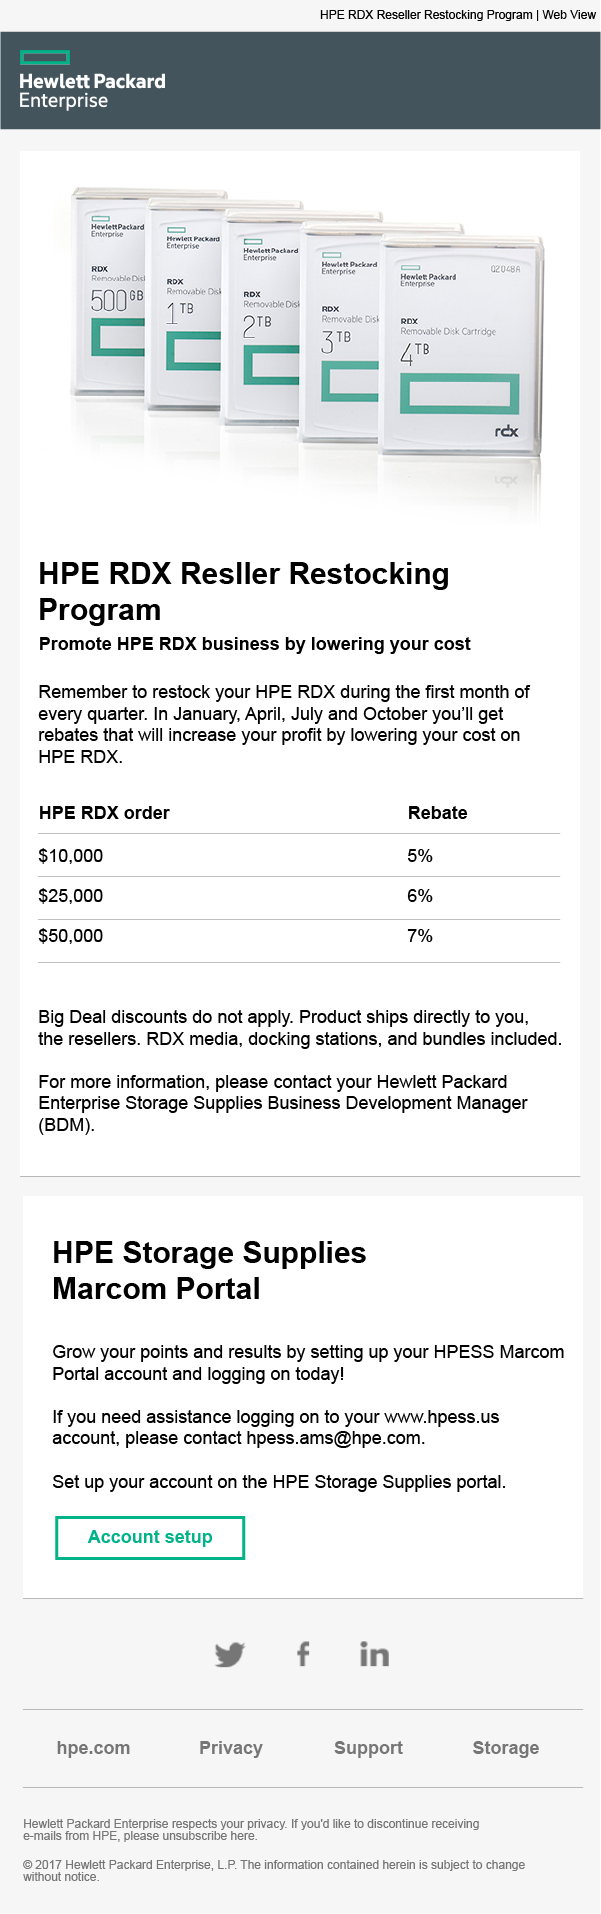 HPE RDX Reseller Restocking Program | Web View
Hewlett Packard
Enterprise
Hewlett Packard
Enterprise
RDX
Removable Disk
500 GB
Hewlett Packard
Enterprise
RDX
Removable Disk
1 TB
Hewlett Packard
Enterprise
RDX
Removable Disk
2 TB
Hewlett Packard
Enterprise
RDX
Removable Disk
3 TB
Hewlett Packard
Enterprise
Q2048A
RDX
Removable Disk Cartridge
4 TB
rdx
HPE RDX Resller Restocking
Program
Promote HPE RDX business by lowering your cost
Remember to restock your HPE RDX during the first month of
every quarter. In January, April, July and October you’ll get
rebates that will increase your profit by lowering your cost on
HPE RDX.
HPE RDX order Rebate
$10,000 5%
$25,000 6%
$50,000 7%
Big Deal discounts do not apply. Product ships directly to you,
the resellers. RDX media, docking stations, and bundles included.
For more information, please contact your Hewlett Packard
Enterprise Storage Supplies Business Development Manager
(BDM).
HPE Storage Supplies
Marcom Portal
Grow your points and results by setting up your HPESS Marcom
Portal account and logging on today!
If you need assistance logging on to your www.hpess.us
account, please contact hpess.ams@hpe.com.
Set up your account on the HPE Storage Supplies portal.
Account setup
hpe.com Privacy Support Storage
Hewlett Packard Enterprise respects your privacy. If you'd like to discontinue receiving
e-mails from HPE, please unsubscribe here.
© 2017 Hewlett Packard Enterprise, L.P. The information contained herein is subject to change
without notice.